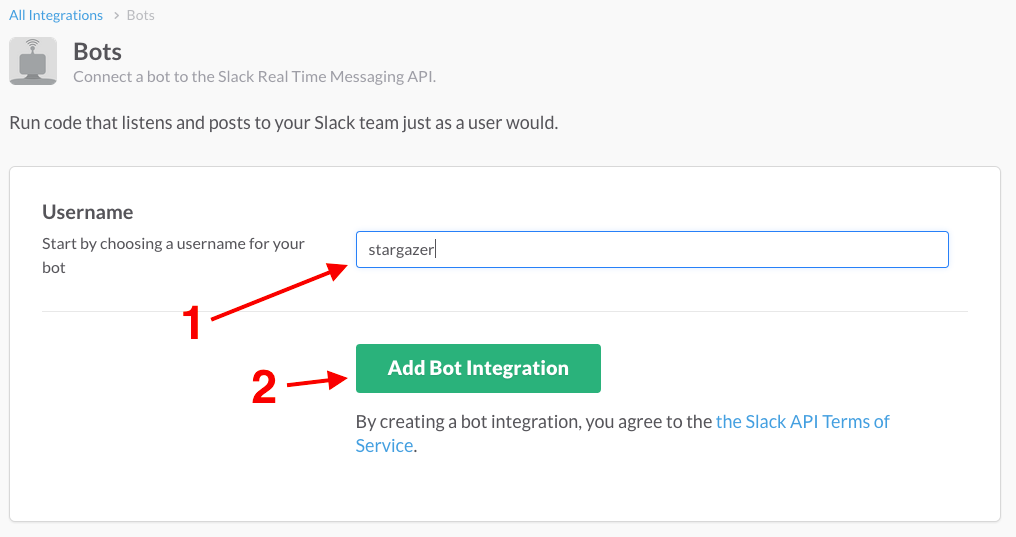 All Integrations > Bots
Bots
Connect a bot to the Slack Real Time Messaging API.
Run code that listens and posts to your Slack team just as a user would.
Username
Start by choosing a username for your
bot
stargazer
1
2
Add Bot Integration
By creating a bot integration, you agree to the the Slack API Terms of
Service.